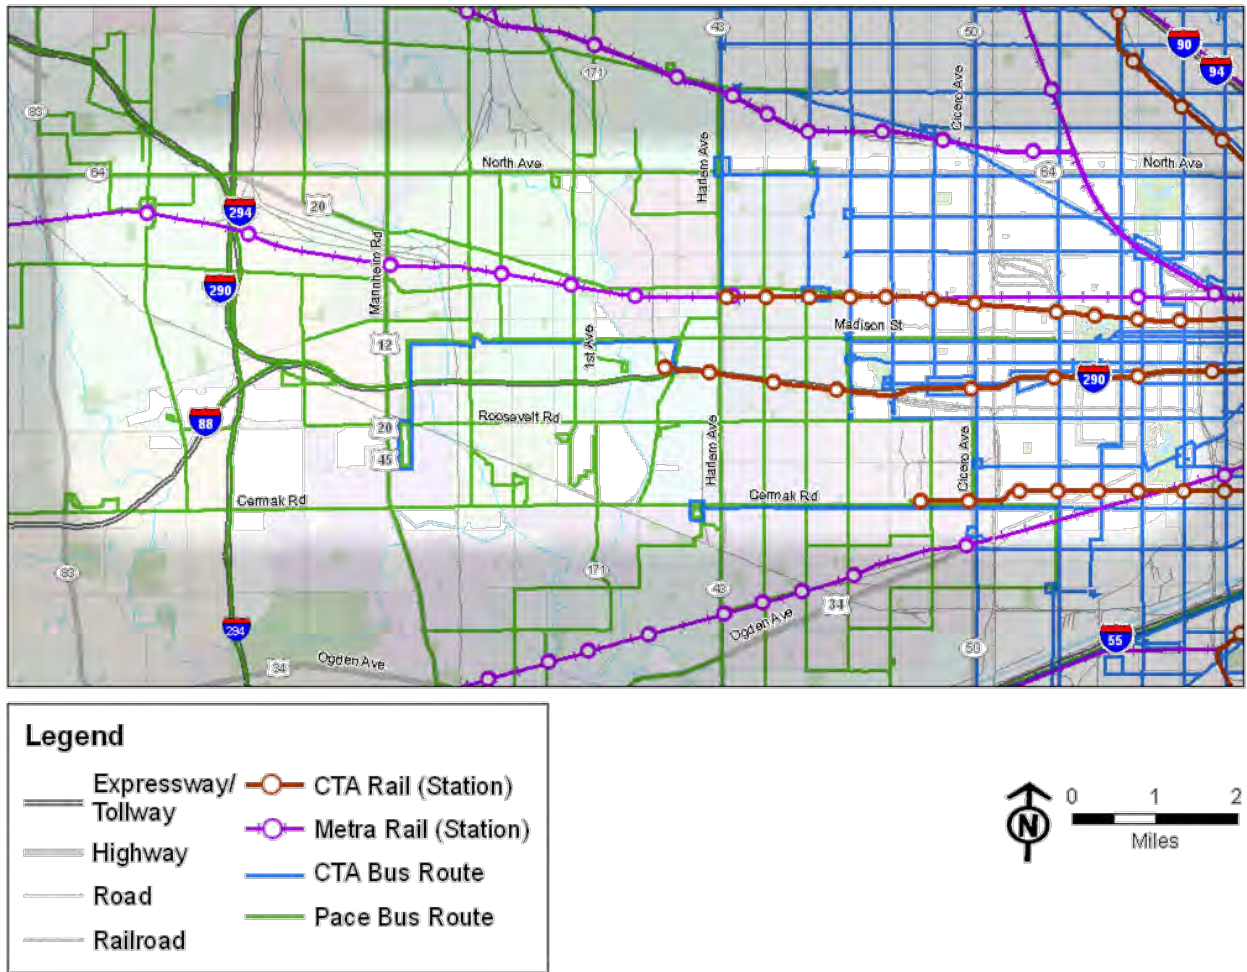 43
50
90
94
171
83
Cicero Ave
Harlem Ave
North Ave
North Ave
64
64
20
294
Mannheim Rd
290
Madison St
12
1st Ave
290
88
20
Roosevelt Rd
45
Harlem Ave
Cicero Ave
Cermak Rd
Cermak Rd
83
171
43
34
Ogden Ave
294
55
50
34
Ogden Ave
Legend
Expressway/
Tollway
Highway
Road
Railroad
CTA Rail (Station)
Metra Rail (Station)
CTA Bus Route
Pace Bus Route
N
0 1 2
Miles